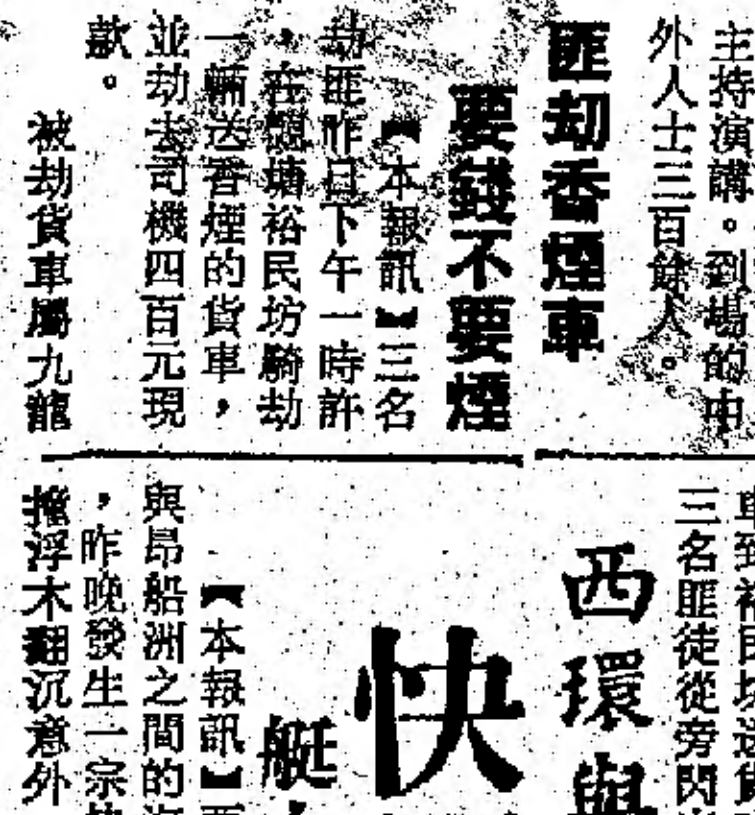 主持演講。到場的中
外人士三百餘人。
匪刼香煙車
要錢不要煙
【本報訊】三名
劫匪昨日下午一時許
，在觀塘裕民坊騎劫
一輛送香煙的貨車，
並劫去司機四百元現
款。
被劫貨車屬九龍
三名匪徒從旁閃
西環與
快
艇
【本報訊】
與昂船洲之間的
，昨晚發生一宗
撞浮木翻沉意外